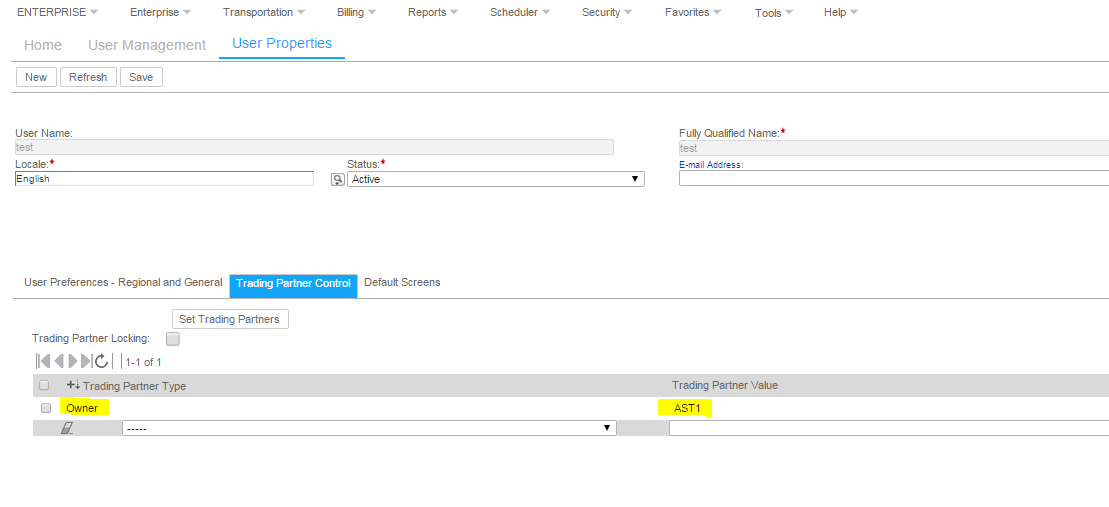 ENTERPRISE Enterprise Transportation Billing Reports Scheduler Security Favorites Tools Help
Home User Management User Properties
New Refresh Save
User Name: Fully Qualified Name:*
test test
Locale:* Status:* E-mail Address:
English Active
User Preferences - Regional and General Trading Partner Control Default Screens
Set Trading Partners
Trading Partner Locking:
1-1 of 1
Trading Partner Type Trading Partner Value
Owner AST1
-----